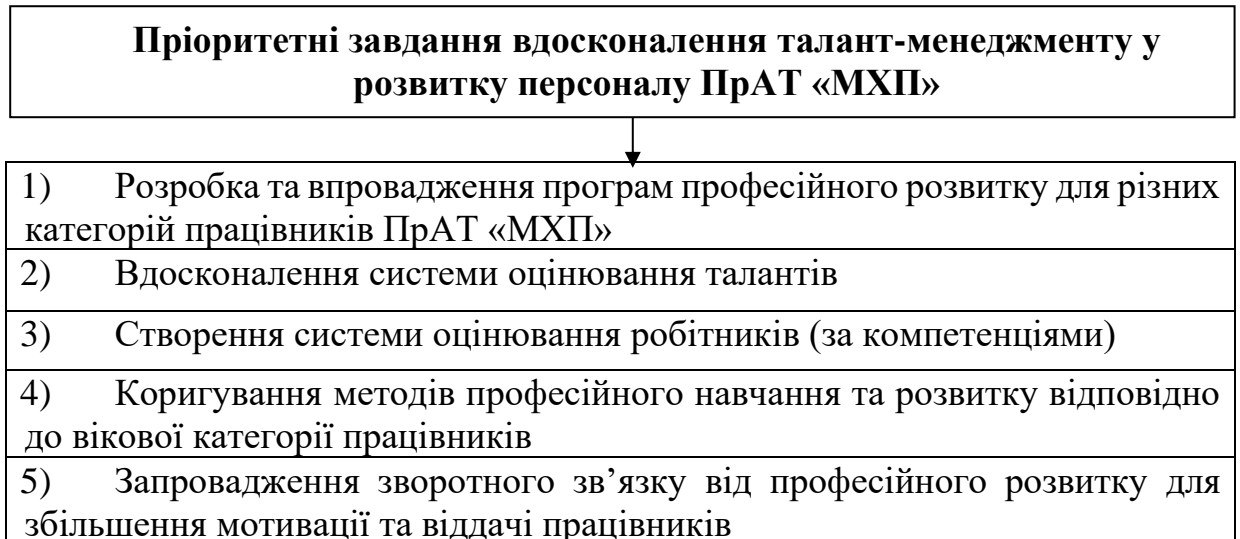 Пріоритетні завдання вдосконалення талант-менеджменту у
розвитку персоналу ПрАТ «МХП»
1) Розробка та впровадження програм професійного розвитку для різних
категорій працівників ПрАТ «МХП»
2) Вдосконалення системи оцінювання талантів
3) Створення системи оцінювання робітників (за компетенціями)
4) Коригування методів професійного навчання та розвитку відповідно
до вікової категорії працівників
5) Запровадження зворотного зв’язку від професійного розвитку для
збільшення мотивації та віддачі працівників